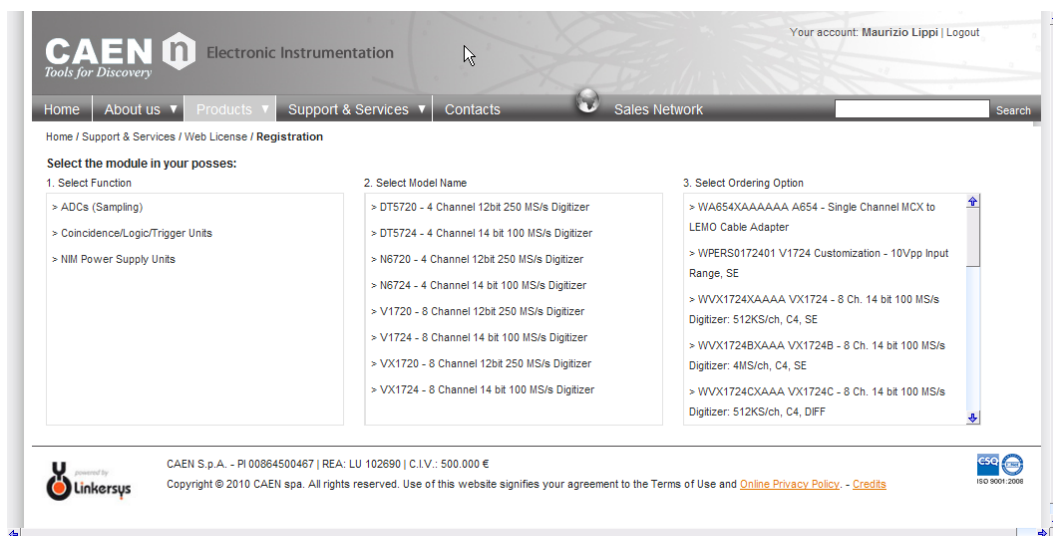 Your account: Maurizio Lippi | Logout
CAEN n Electronic Instrumentation
Tools for Discovery
Home About us ▼ Products ▼ Support & Services ▼ Contacts Sales Network Search
Home / Support & Services / Web License / Registration
Select the module in your posses:
1. Select Function
> ADCs (Sampling)
> Coincidence/Logic/Trigger Units
> NIM Power Supply Units
2. Select Model Name
> DT5720 - 4 Channel 12bit 250 MS/s Digitizer
> DT5724 - 4 Channel 14 bit 100 MS/s Digitizer
> N6720 - 4 Channel 12bit 250 MS/s Digitizer
> N6724 - 4 Channel 14 bit 100 MS/s Digitizer
> V1720 - 8 Channel 12bit 250 MS/s Digitizer
> V1724 - 8 Channel 14 bit 100 MS/s Digitizer
> VX1720 - 8 Channel 12bit 250 MS/s Digitizer
> VX1724 - 8 Channel 14 bit 100 MS/s Digitizer
3. Select Ordering Option
> WA654XAAAAAA A654 - Single Channel MCX to
LEMO Cable Adapter
> WPERS0172401 V1724 Customization - 10Vpp Input
Range, SE
> WVX1724XAAAA VX1724 - 8 Ch. 14 bit 100 MS/s
Digitizer: 512KS/ch, C4, SE
> WVX1724BXAAA VX1724B - 8 Ch. 14 bit 100 MS/s
Digitizer: 4MS/ch, C4, SE
> WVX1724CXAAA VX1724C - 8 Ch. 14 bit 100 MS/s
Digitizer: 512KS/ch, C4, DIFF
powered by
Linkersys
CAEN S.p.A. - PI 00864500467 | REA: LU 102690 | C.I.V.: 500.000 €
Copyright © 2010 CAEN spa. All rights reserved. Use of this website signifies your agreement to the Terms of Use and Online Privacy Policy. - Credits
CSQ
ISO 9001:2008